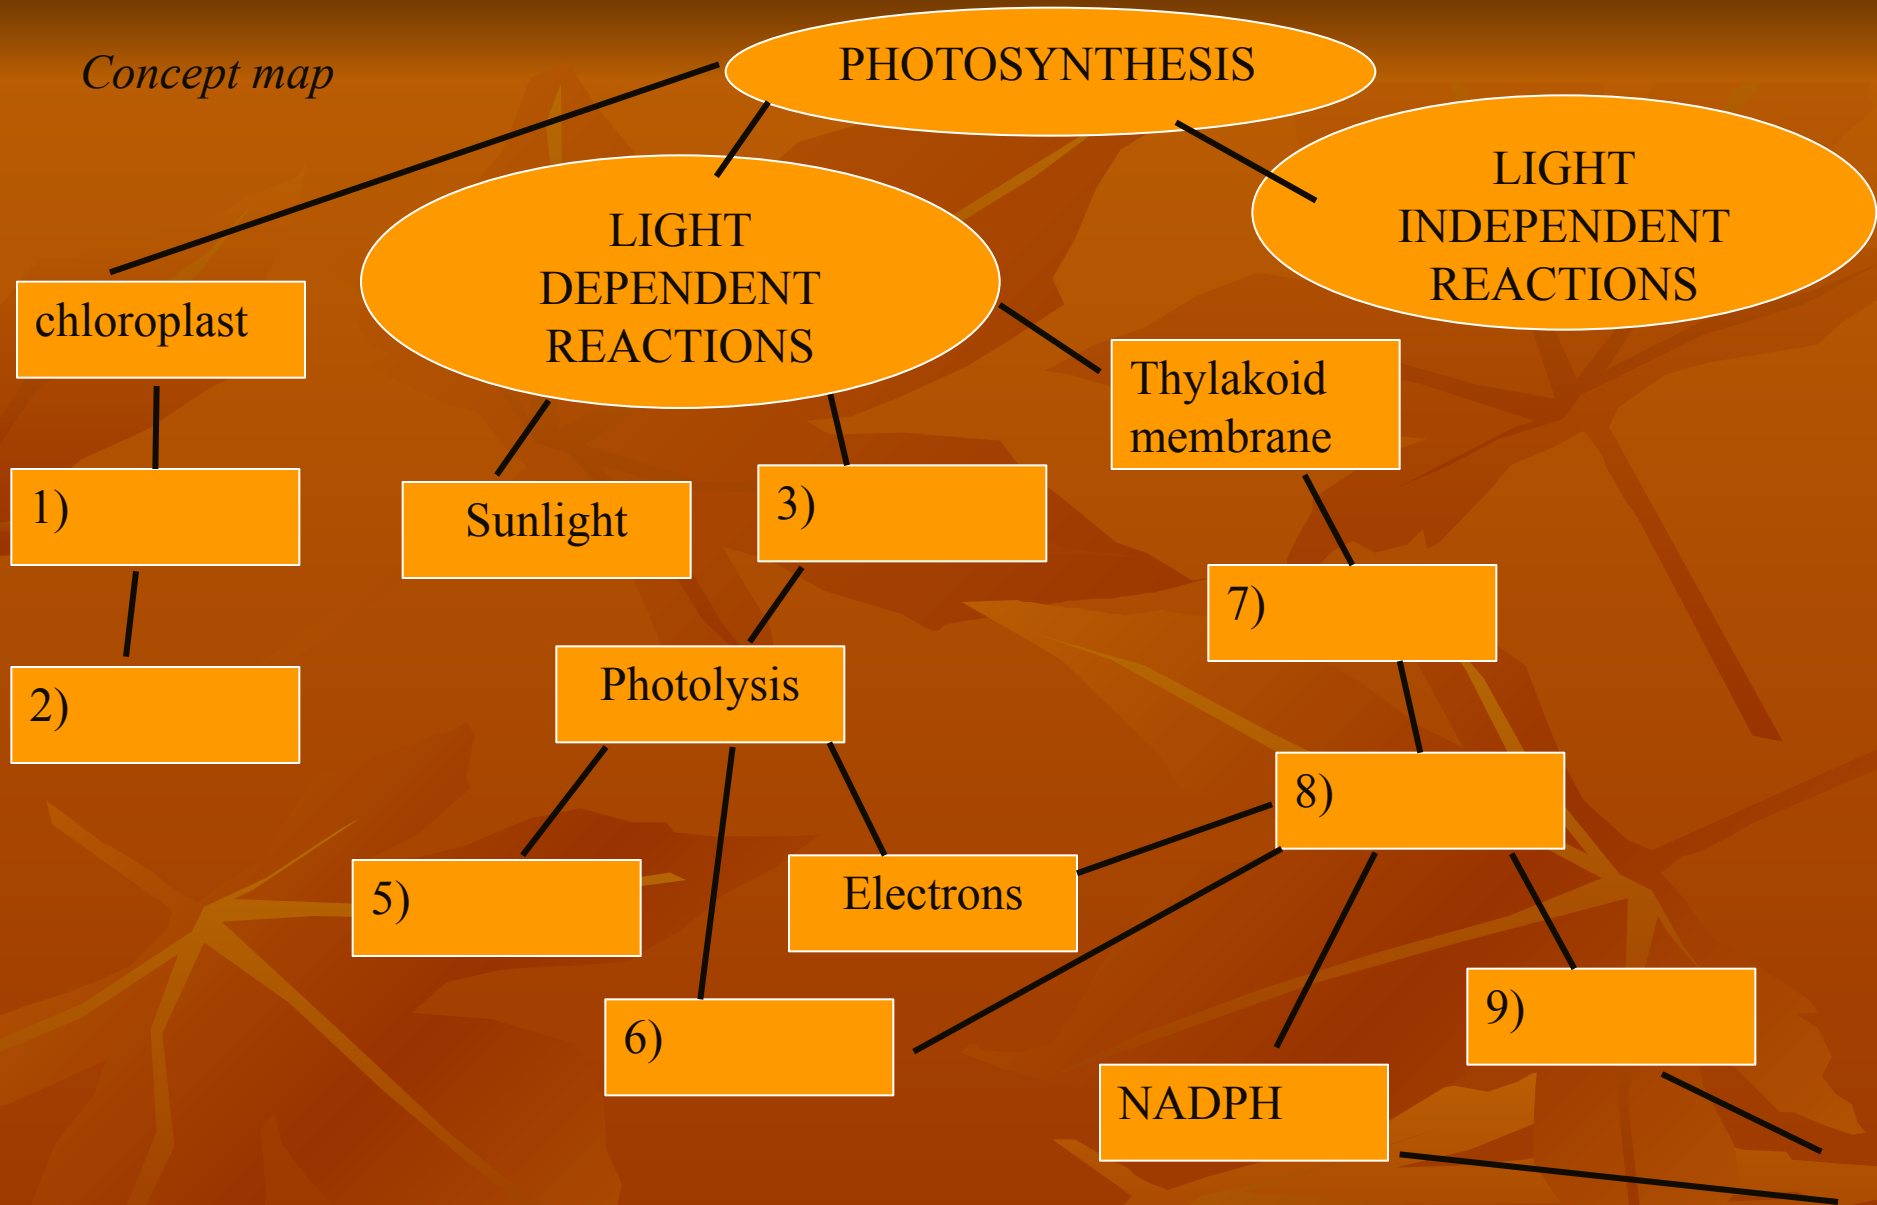 Concept map
PHOTOSYNTHESIS
LIGHT
DEPENDENT
REACTIONS
LIGHT
INDEPENDENT
REACTIONS
chloroplast
Thylakoid
membrane
1)
Sunlight
3)
7)
2)
Photolysis
8)
5)
Electrons
6)
9)
NADPH